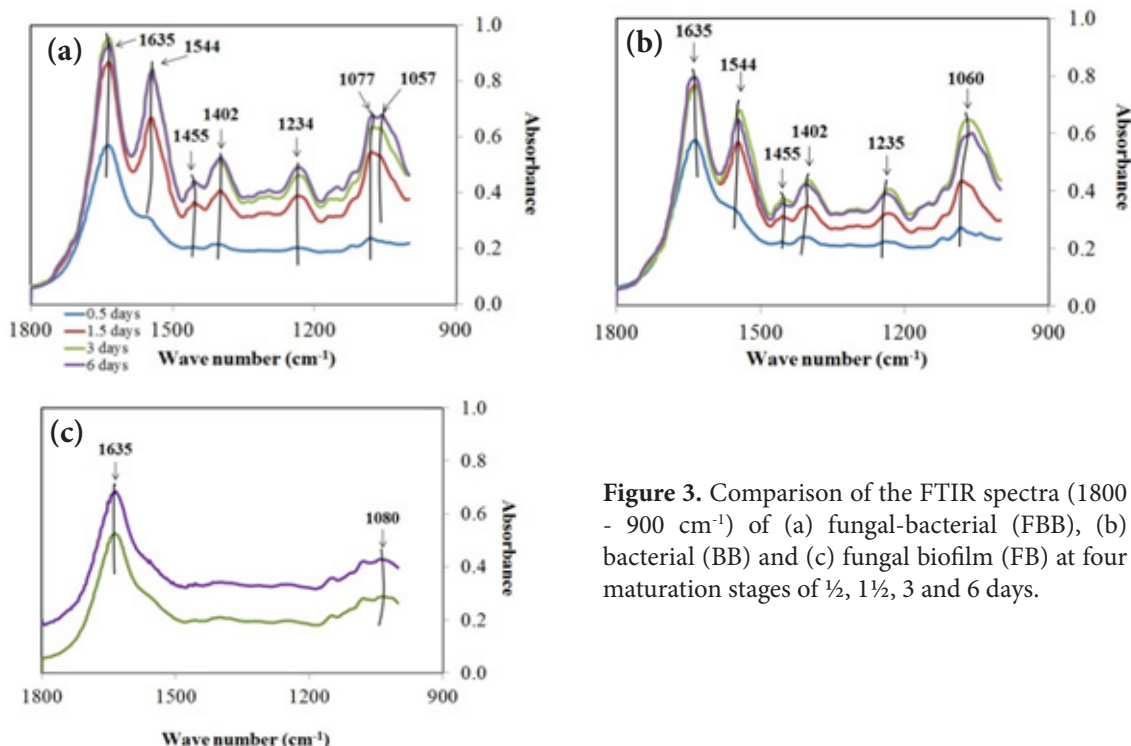 (a)
1635
1544
1455
1402
1234
1077
1057
1.0
0.8
0.6
0.4
0.2
0.0
Absorbance
1800
1500
1200
900
Wave number (cm⁻¹)
0.5 days
1.5 days
3 days
6 days
(b)
1635
1544
1455
1402
1235
1060
1.0
0.8
0.6
0.4
0.2
0.0
Absorbance
1800
1500
1200
900
Wave number (cm⁻¹)
(c)
1635
1080
1.0
0.8
0.6
0.4
0.2
0.0
Absorbance
1800
1500
1200
900
Wave number (cm⁻¹)
Figure 3. Comparison of the FTIR spectra (1800
- 900 cm⁻¹) of (a) fungal-bacterial (FBB), (b)
bacterial (BB) and (c) fungal biofilm (FB) at four
maturation stages of ½, 1½, 3 and 6 days.